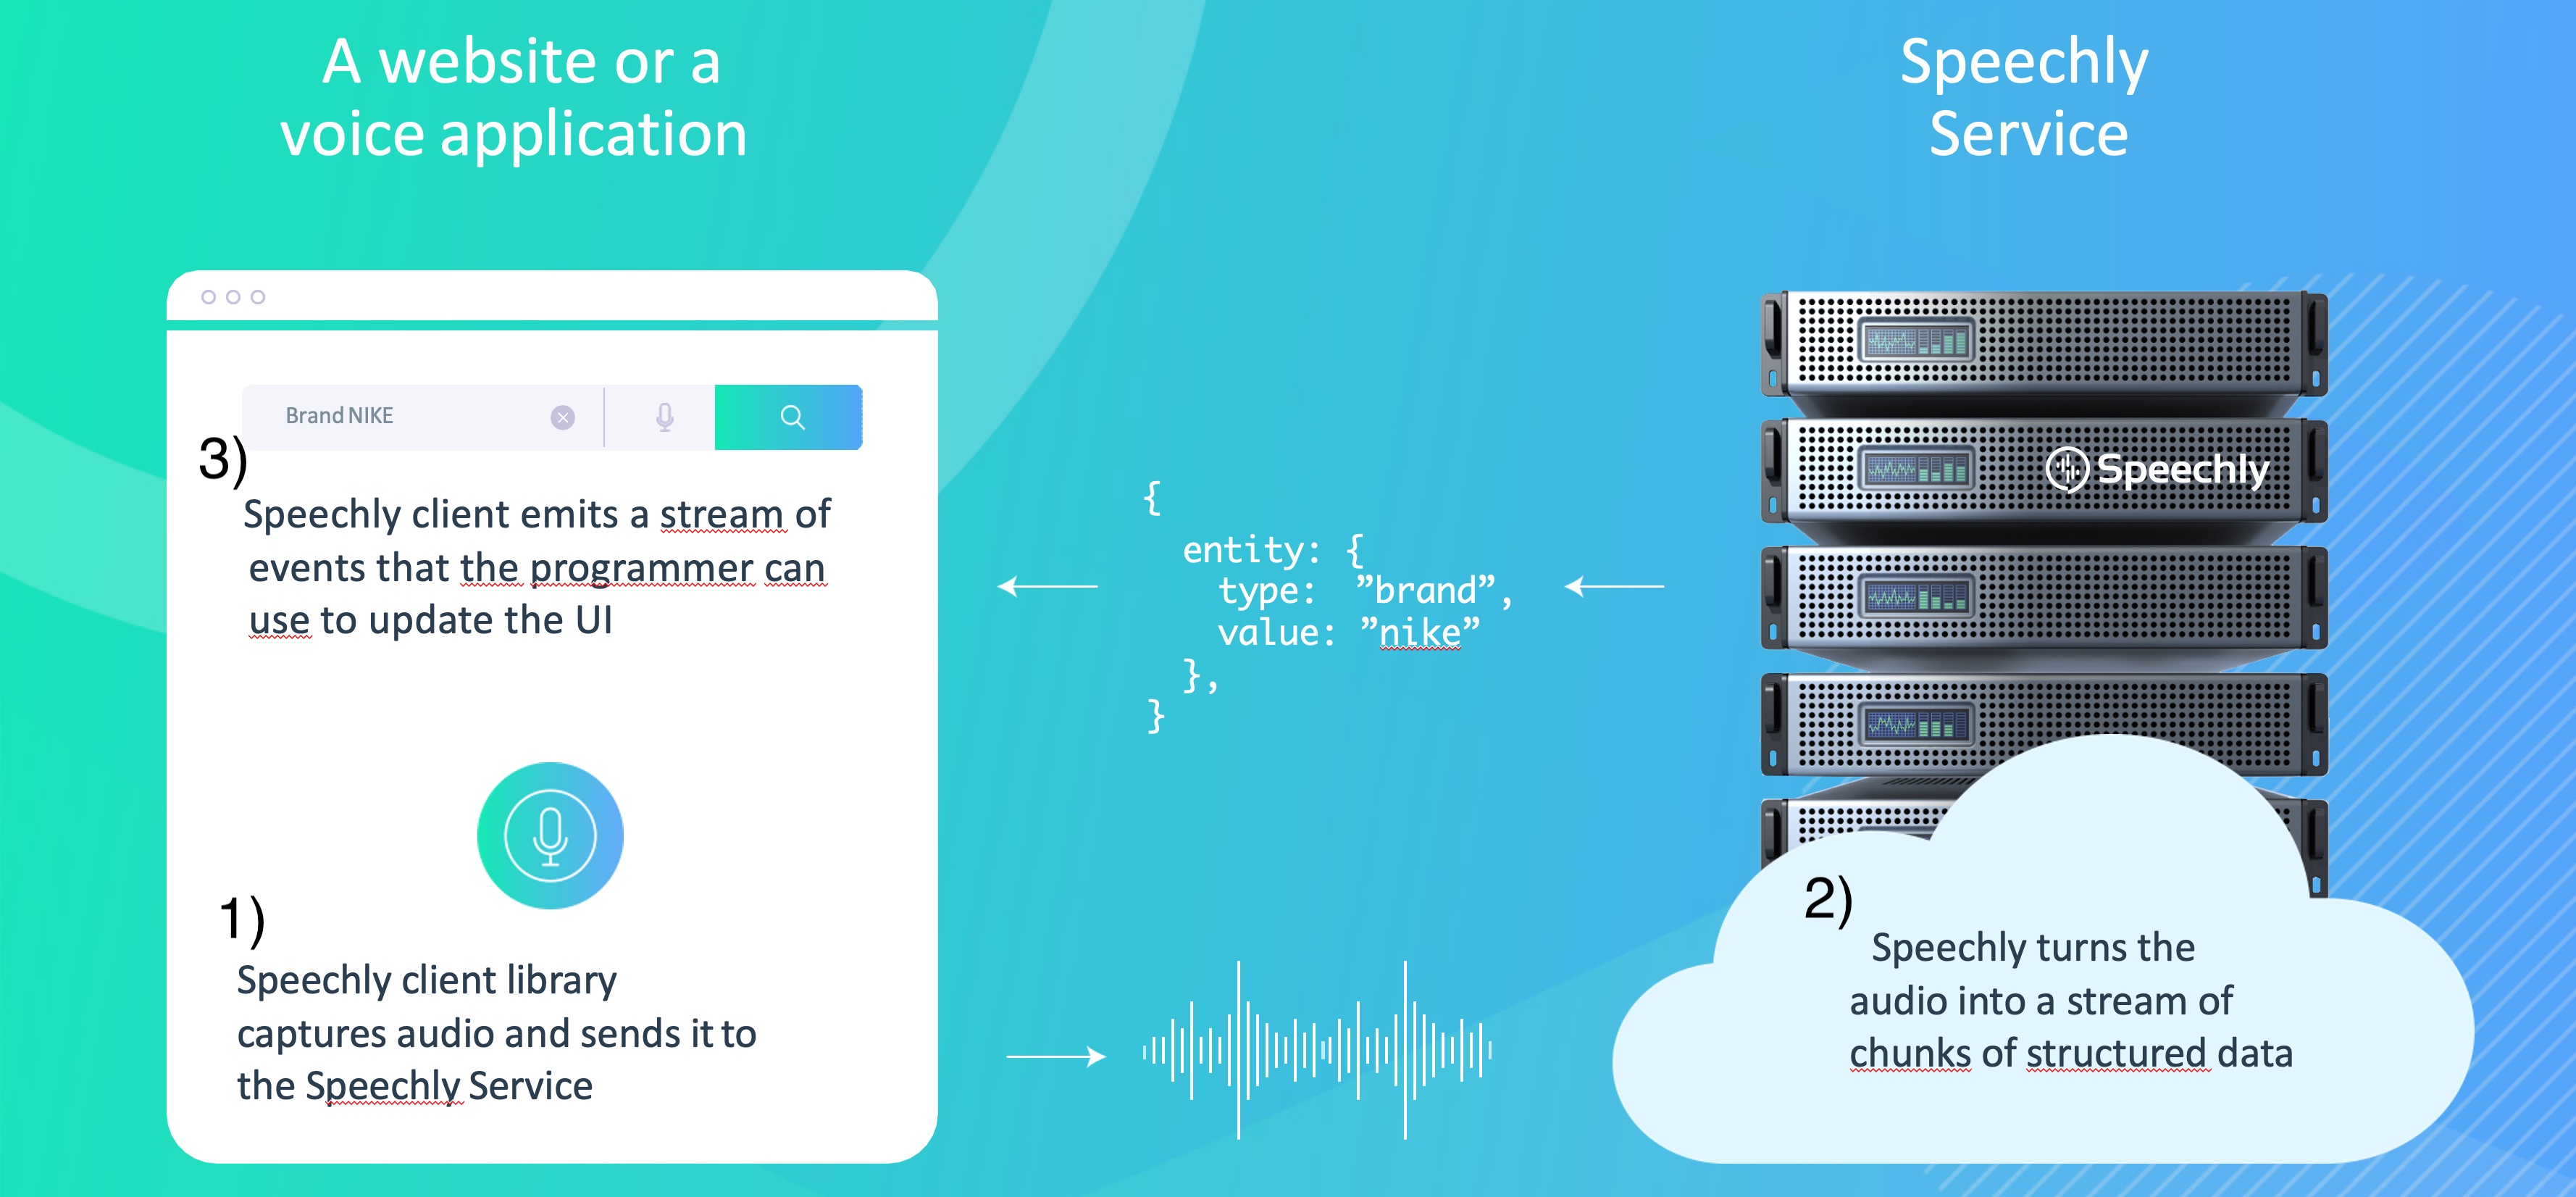 A website or a
voice application
Speechly
Service
Brand NIKE
3)
Speechly client emits a stream of
events that the programmer can
use to update the UI
1)
Speechly client library
captures audio and sends it to
the Speechly Service
{
entity: {
type: ”brand”,
value: ”nike”
},
}
Speechly
2)
Speechly turns the
audio into a stream of
chunks of structured data